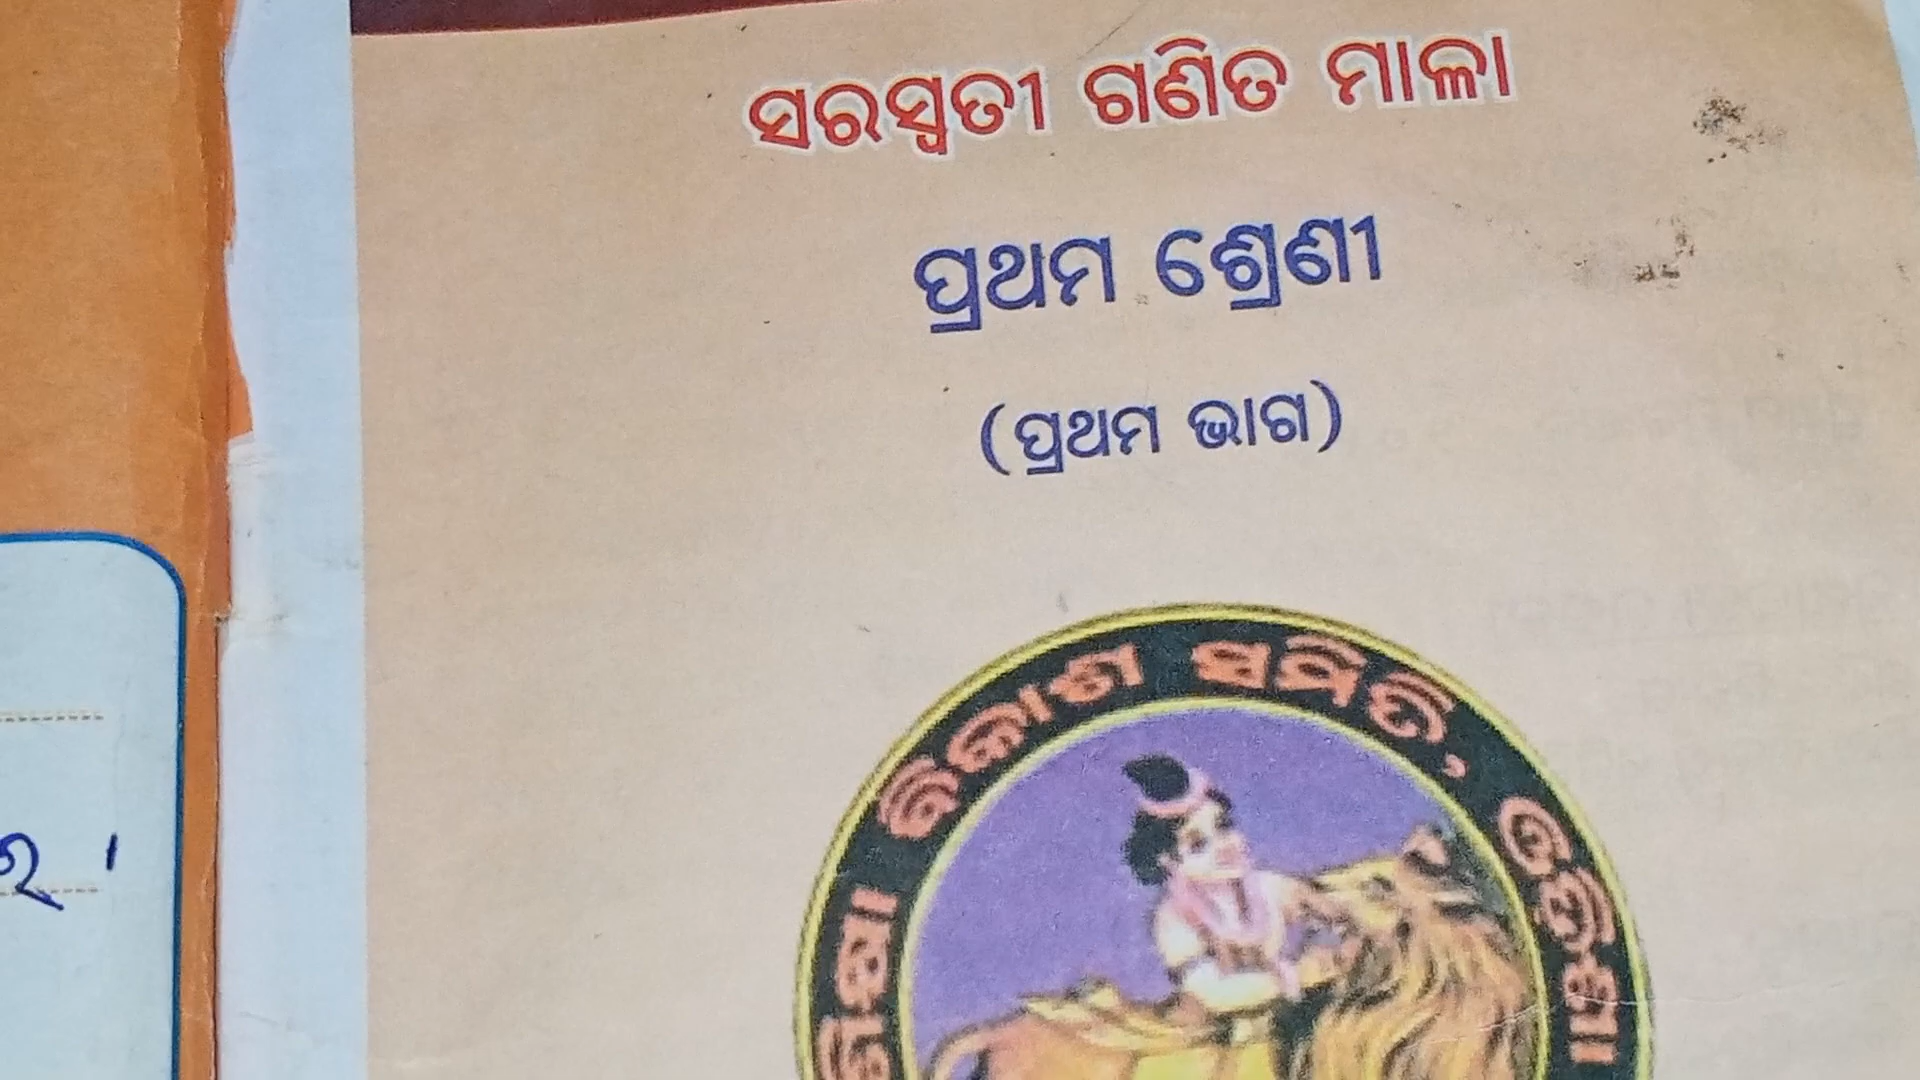 ସରସ୍ୱତୀ ଗଣିତ ମାଳା
ପ୍ରଥମ ଶ୍ରେଣୀ
(ପ୍ରଥମ ଭାଗ)
ଶିକ୍ଷା ବିକାଶ ସମିତି, ଓଡ଼ିଶା